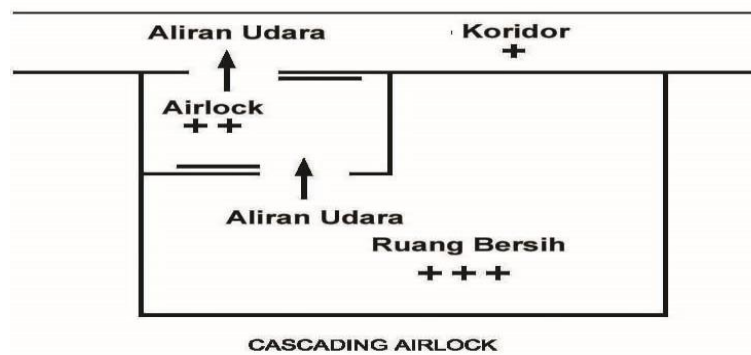 Aliran Udara
Koridor
+
Airlock
+ +
Aliran Udara
Ruang Bersih
+ + +
CASCADING AIRLOCK